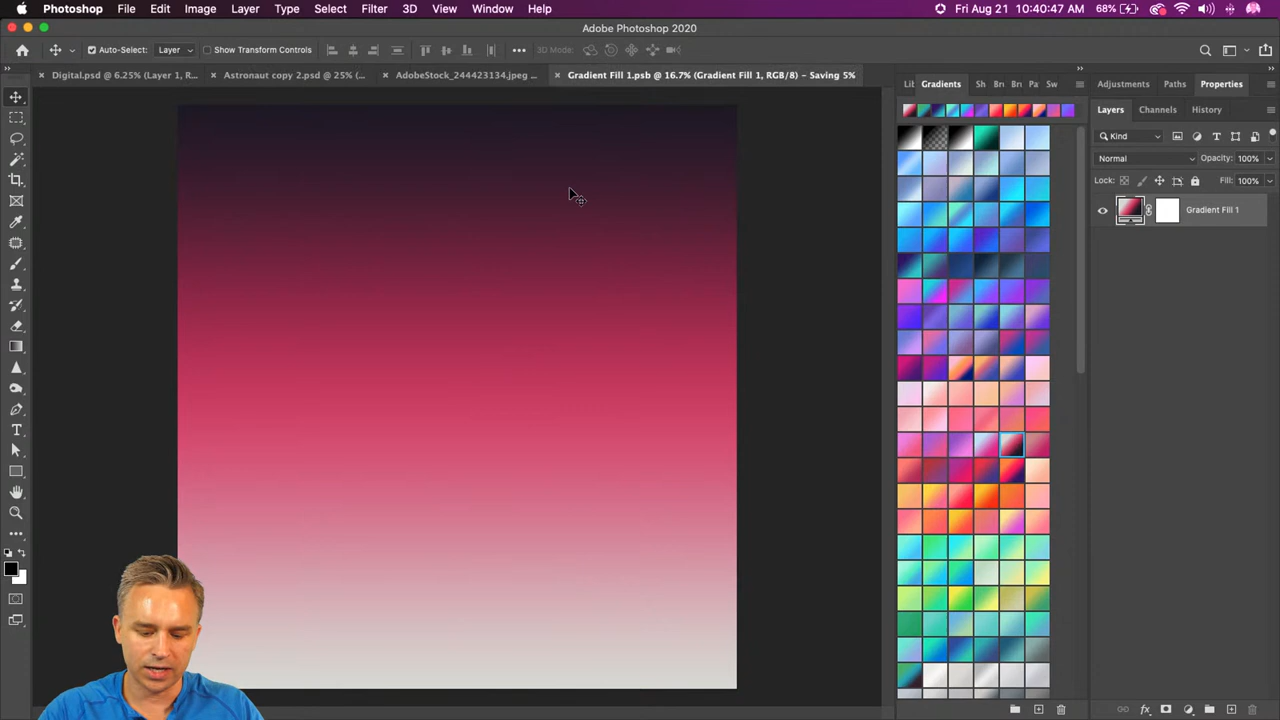 Photoshop File Edit Image Layer Type Select Filter 3D View Window Help 68% Fri Aug 21 10:40:47 AM
Adobe Photoshop 2020
Auto-Select: Layer Show Transform Controls 3D Mode:
Digital.psd @ 6.25% (Layer 1, R... Astronaut copy 2.psd @ 25% (... AdobeStock_244423134.jpeg ... Gradient Fill 1.psb @ 16.7% (Gradient Fill 1, RGB/8) – Saving 5%
Gradients Adjustments Paths Properties
Layers Channels History
Kind
Normal Opacity: 100%
Lock: Fill: 100%
Gradient Fill 1